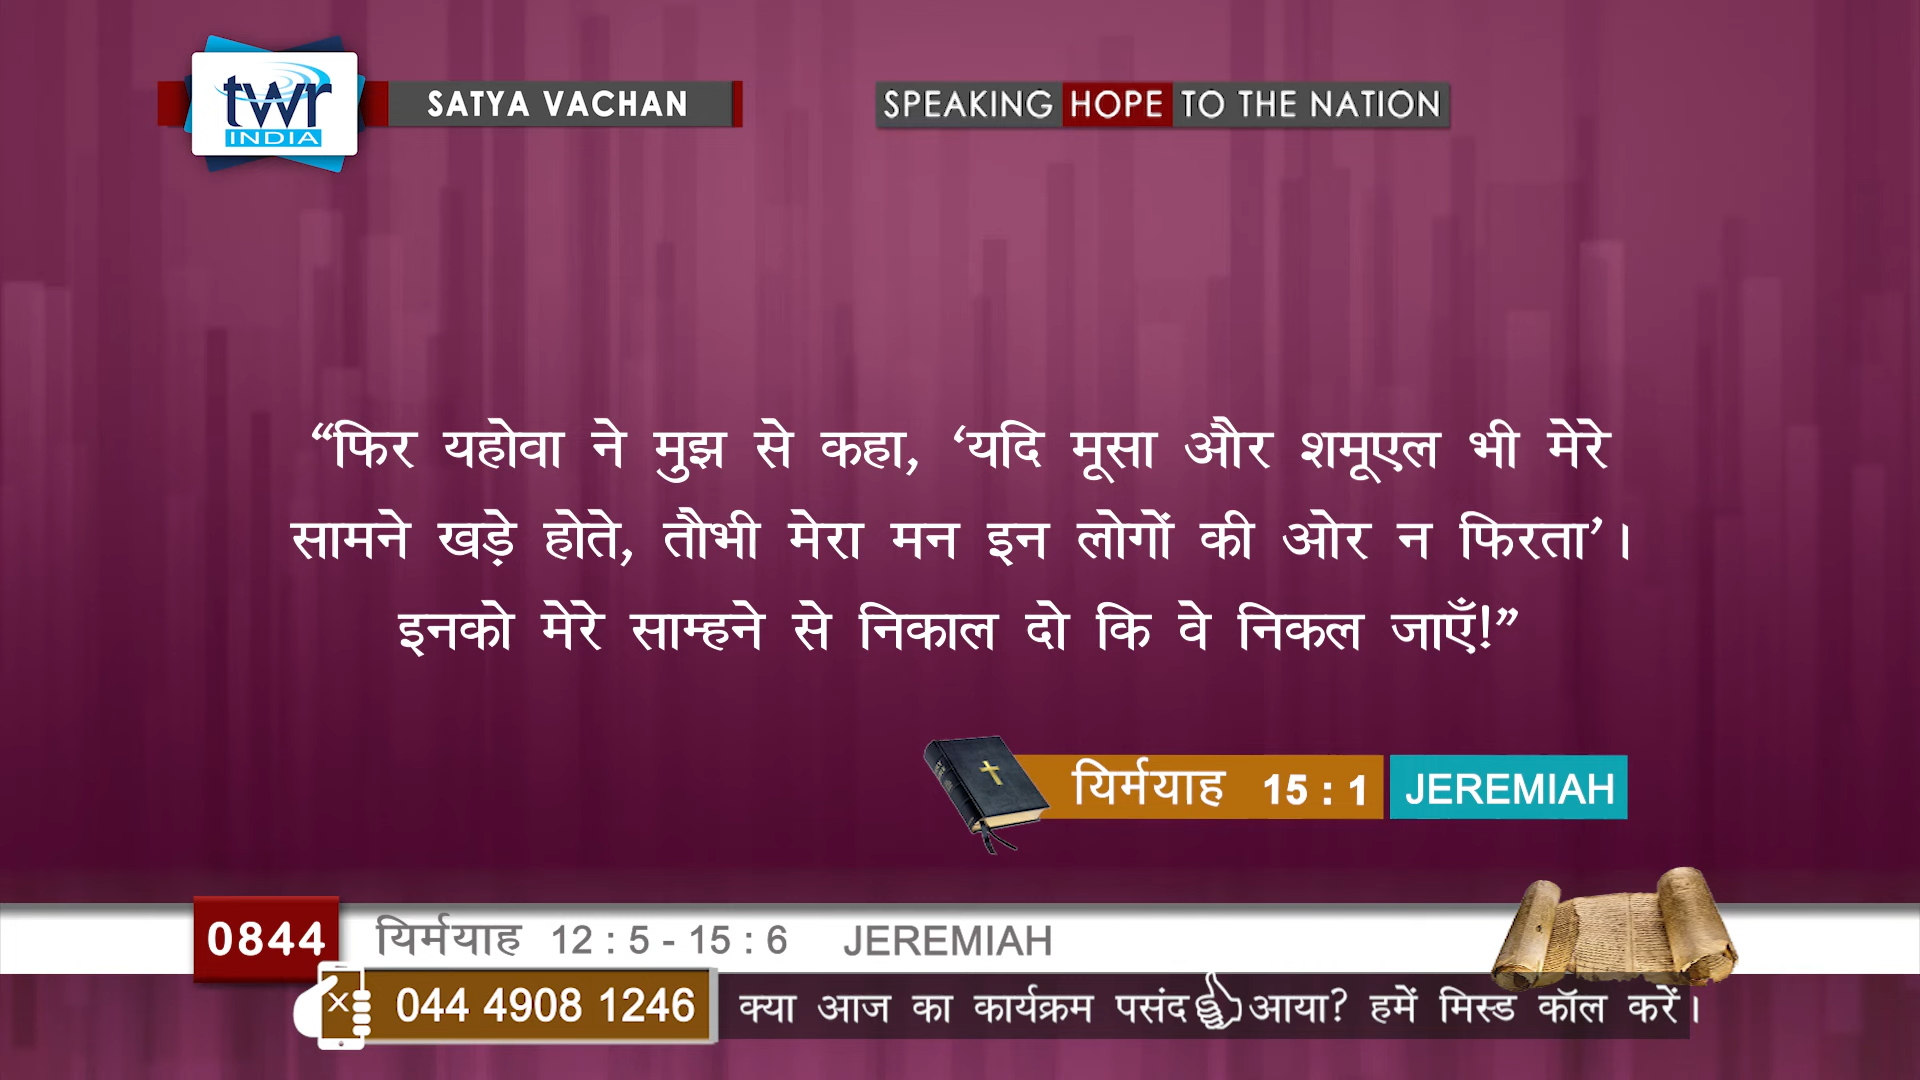 twr
INDIA
SATYA VACHAN
SPEAKING HOPE TO THE NATION
“फिर यहोवा ने मुझ से कहा, ‘यदि मूसा और शमूएल भी मेरे
सामने खड़े होते, तौभी मेरा मन इन लोगों की ओर न फिरता’।
इनको मेरे साम्हने से निकाल दो कि वे निकल जाएँ!”
यिर्मयाह 15 : 1 JEREMIAH
0844 यिर्मयाह 12 : 5 - 15 : 6 JEREMIAH
044 4908 1246 क्या आज का कार्यक्रम पसंद आया? हमें मिस्ड कॉल करें।